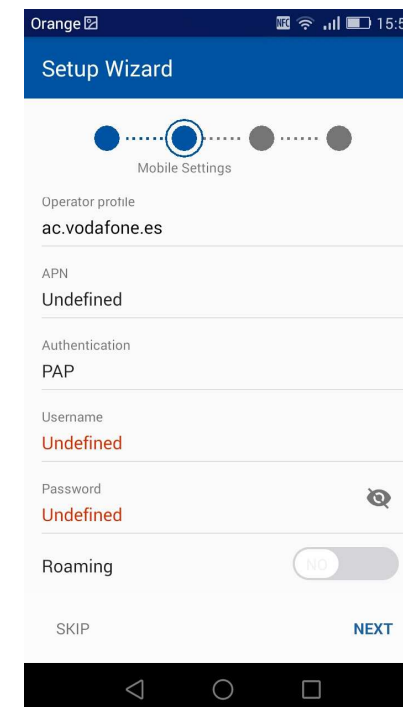 Orange
NFC
15:5
Setup Wizard
Mobile Settings
Operator profile
ac.vodafone.es
APN
Undefined
Authentication
PAP
Username
Undefined
Password
Undefined
Roaming
NO
SKIP
NEXT